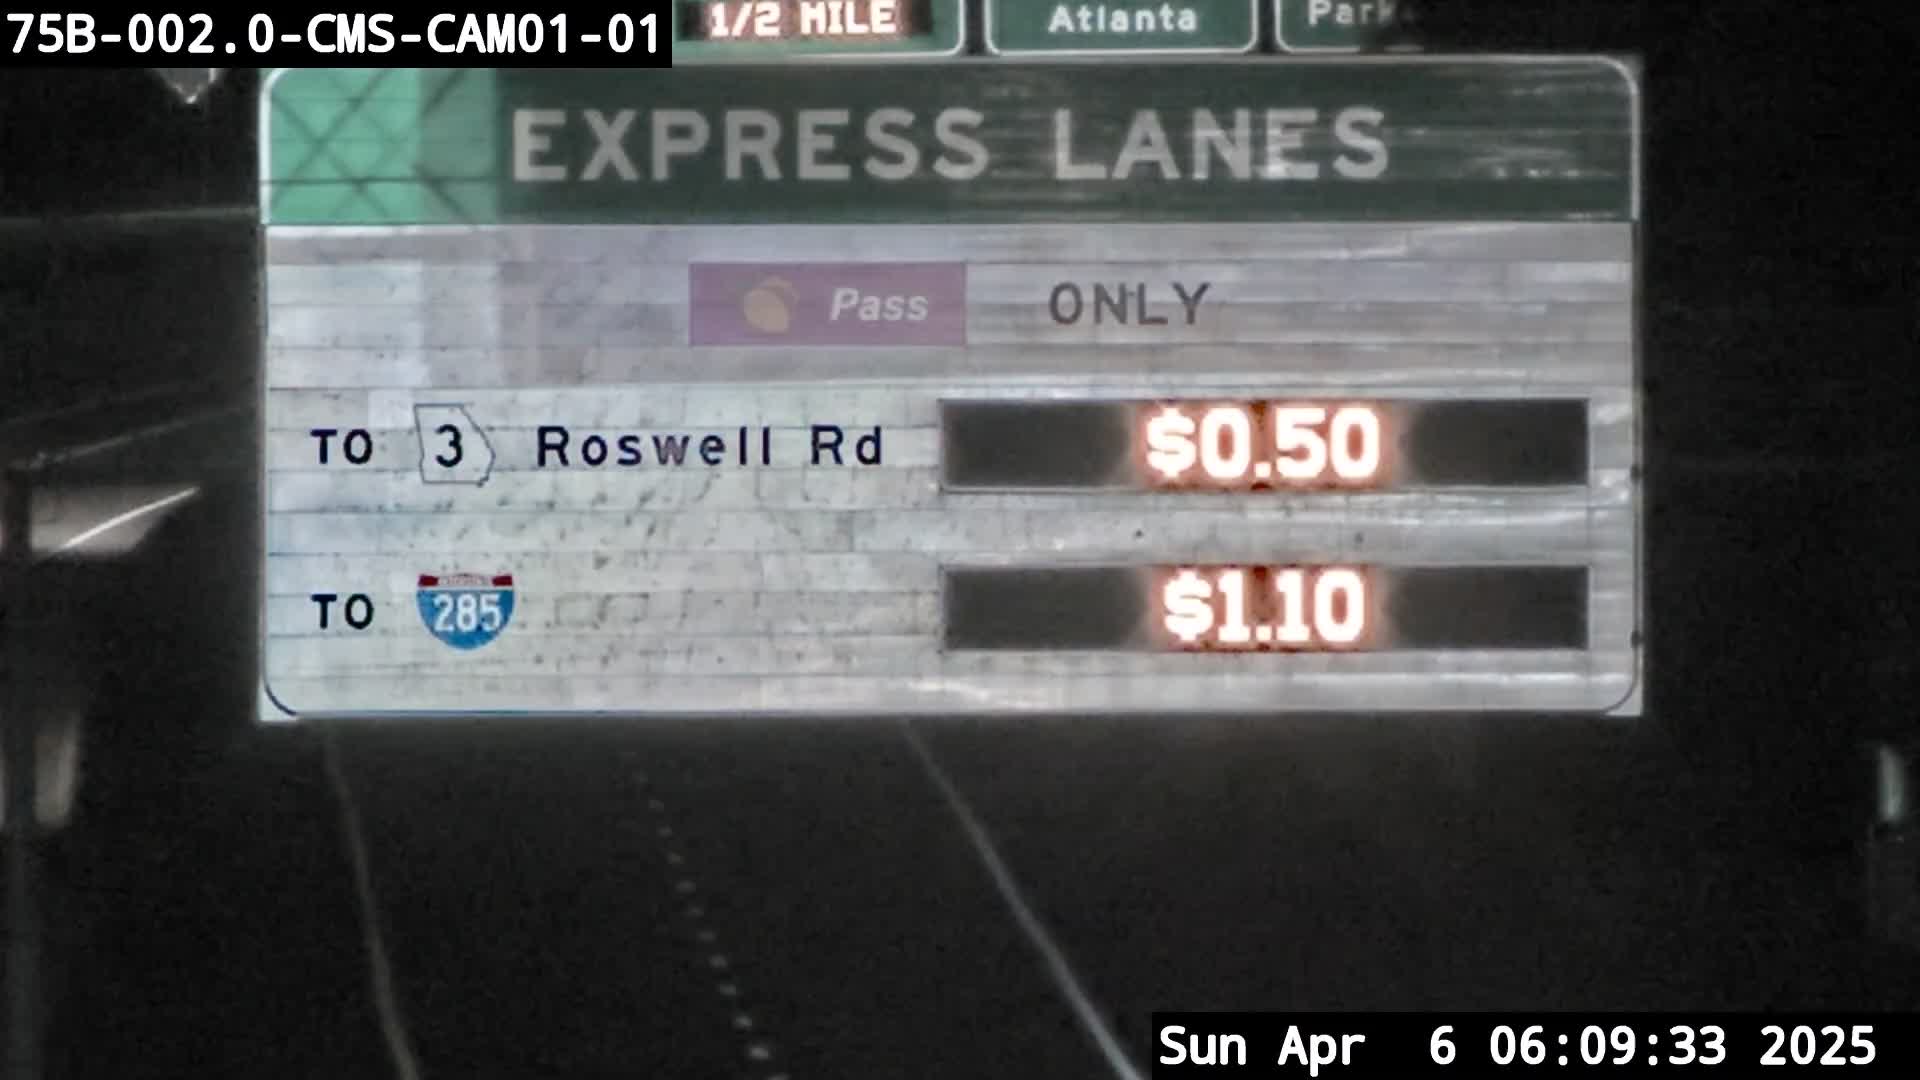 75B-002.0-CMS-CAM01-01
1/2 MILE
Atlanta
Park
EXPRESS LANES
Pass ONLY
TO 3 Roswell Rd $0.50
TO 285 $1.10
Sun Apr 6 06:09:33 2025